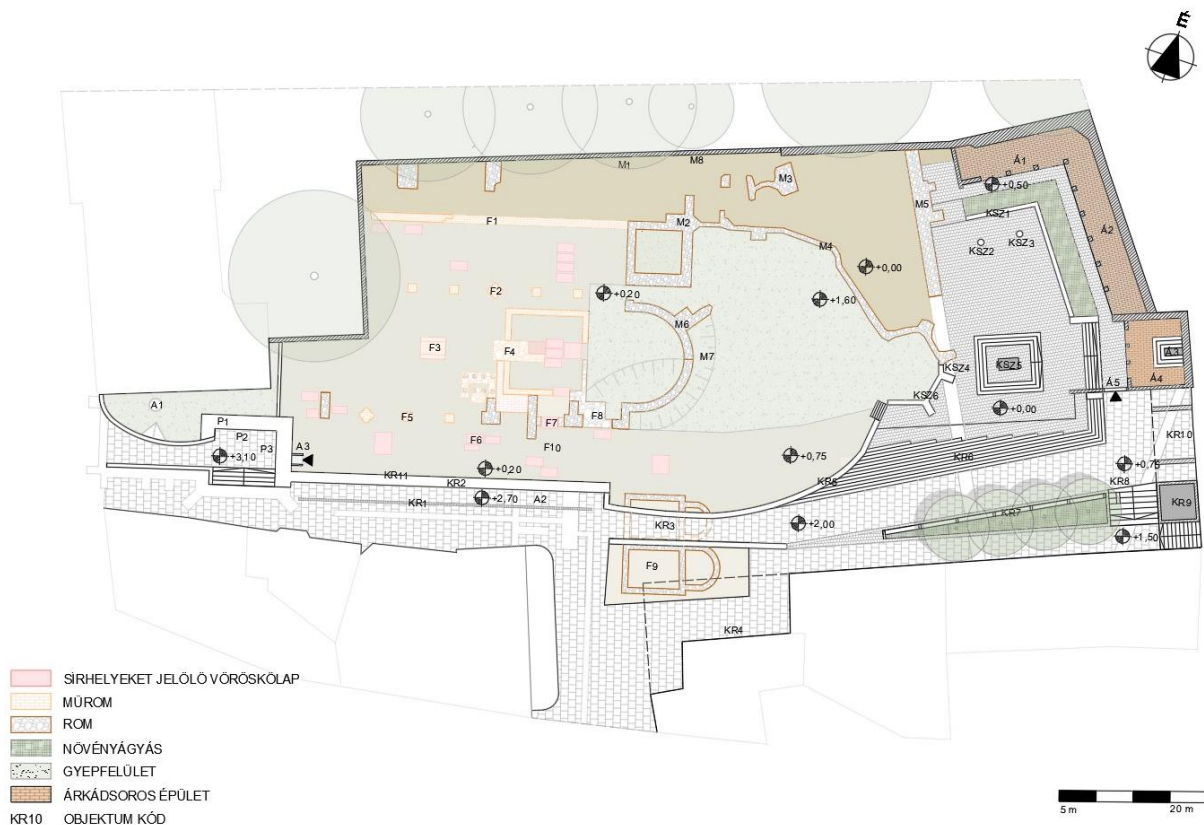 É
Á1
M1
M8
M3
+0,50
M5
Á2
KSZ1
F1
M2
KSZ3
KSZ2
M4
+0,00
F2
+0,20
+1,60
M6
F3
F4
M7
Á3
KSZ4
KSZ5
Á4
Á5
KSZ6
A1
+0,00
P1
F5
F8
F7
P2
F6
F10
KR10
A3
P3
KR6
+3,10
+0,75
+0,75
+0,20
KR11
KR5
KR8
KR2
+2,70
A2
KR1
KR9
KR7
KR3
+2,00
+1,50
F9
KR4
SÍRHELYEKET JELÖLŐ VÖRÖSKŐLAP
MŰROM
ROM
NÖVÉNYÁGYÁS
GYEPFELÜLET
ÁRKÁDSOROS ÉPÜLET
KR10 OBJEKTUM KÓD
5 m 20 m